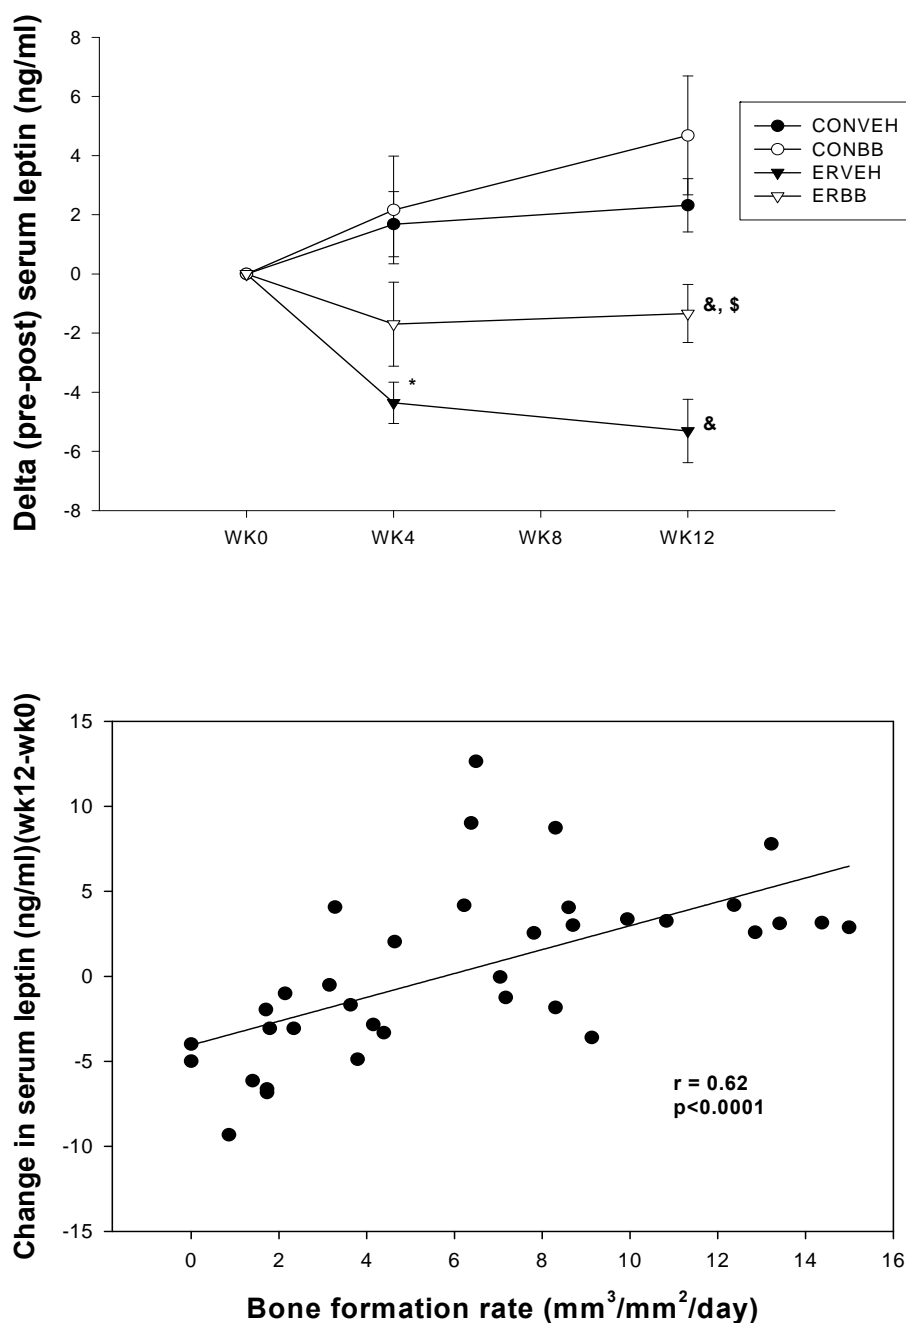 Delta (pre-post) serum leptin (ng/ml)
8
6
4
2
0
-2
-4
-6
-8
WK0 WK4 WK8 WK12
CONVEH
CONBB
ERVEH
ERBB
&, $
*
&
Change in serum leptin (ng/ml)(wk12-wk0)
15
10
5
0
-5
-10
-15
r = 0.62
p<0.0001
0 2 4 6 8 10 12 14 16
Bone formation rate (mm³/mm²/day)